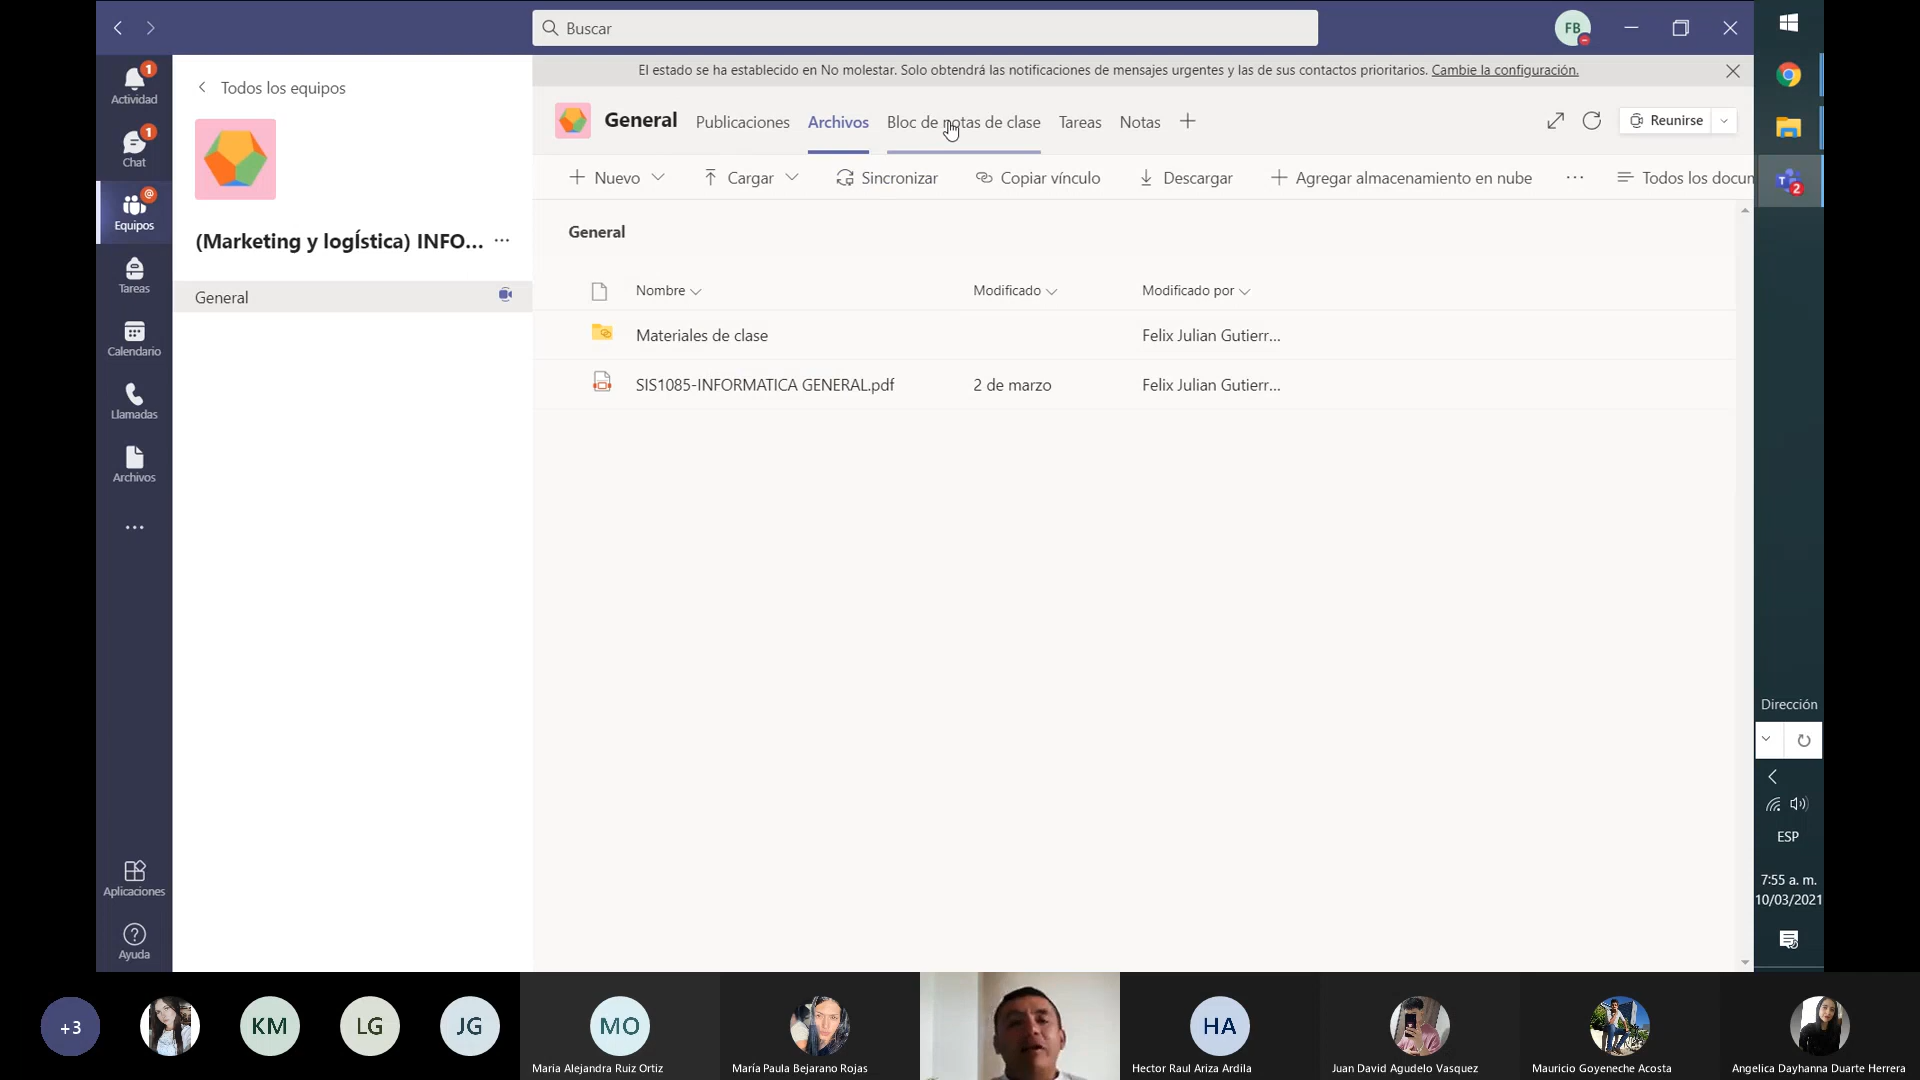 Buscar
FB
El estado se ha establecido en No molestar. Solo obtendrá las notificaciones de mensajes urgentes y las de sus contactos prioritarios. Cambie la configuración.
1
Actividad
1
Chat
@
Equipos
Tareas
Calendario
Llamadas
Archivos
Aplicaciones
Ayuda
Todos los equipos
(Marketing y logÍstica) INFO...
General
General
Publicaciones
Archivos
Bloc de notas de clase
Tareas
Notas
Reunirse
Nuevo
Cargar
Sincronizar
Copiar vínculo
Descargar
Agregar almacenamiento en nube
Todos los docun
General
Nombre Modificado Modificado por
Materiales de clase Felix Julian Gutierr...
SIS1085-INFORMATICA GENERAL.pdf 2 de marzo Felix Julian Gutierr...
T 2
Dirección
ESP
7:55 a. m.
10/03/2021
+3
KM
LG
JG
MO
Maria Alejandra Ruiz Ortiz
María Paula Bejarano Rojas
HA
Hector Raul Ariza Ardila
Juan David Agudelo Vasquez
Mauricio Goyeneche Acosta
Angelica Dayhanna Duarte Herrera